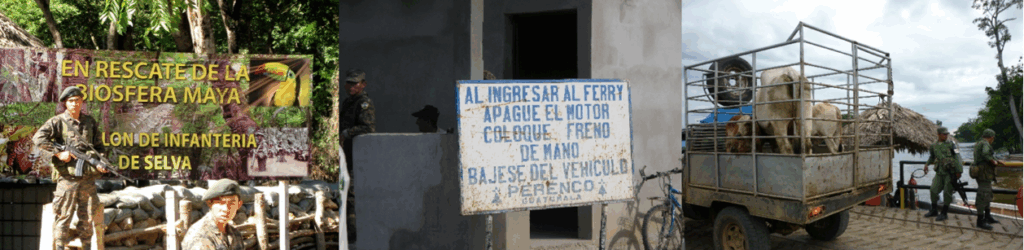 EN RESCATE DE LA
BIOSFERA MAYA
LON DE INFANTERIA
DE SELVA
AL INGRESAR AL FERRY
APAGUE EL MOTOR
COLOQUE FRENO
DE MANO
BAJESE DEL VEHICULO
PERENCO
GUATEMALA